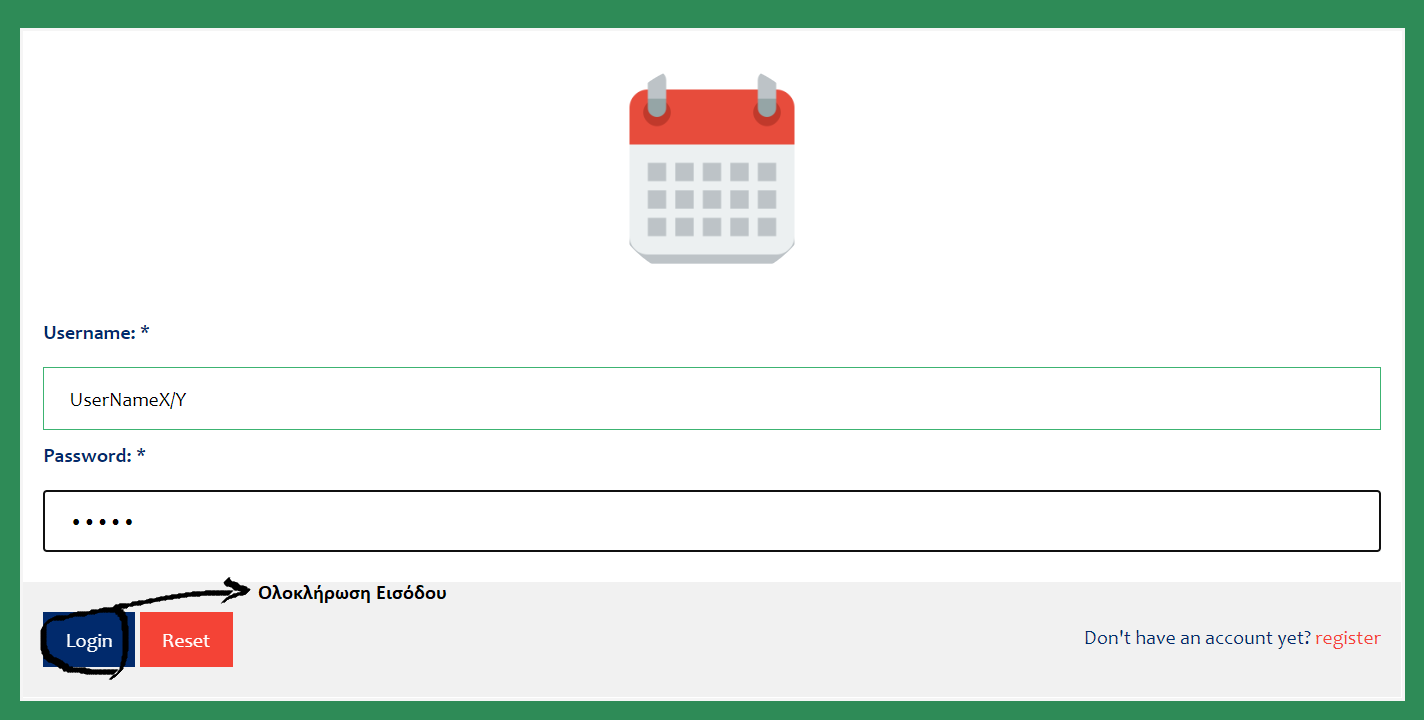 Username: *
UserNameX/Y
Password: *
•••••
Ολοκλήρωση Εισόδου
Login Reset Don't have an account yet? register